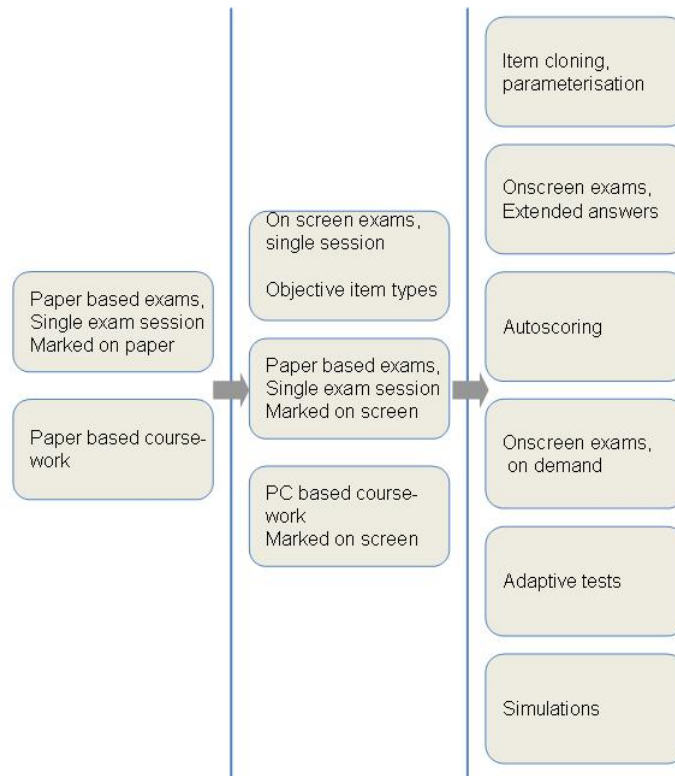 Paper based exams,
Single exam session
Marked on paper
Paper based course-
work
On screen exams,
single session
Objective item types
Paper based exams,
Single exam session
Marked on screen
PC based course-
work
Marked on screen
Item cloning,
parameterisation
Onscreen exams,
Extended answers
Autoscoring
Onscreen exams,
on demand
Adaptive tests
Simulations